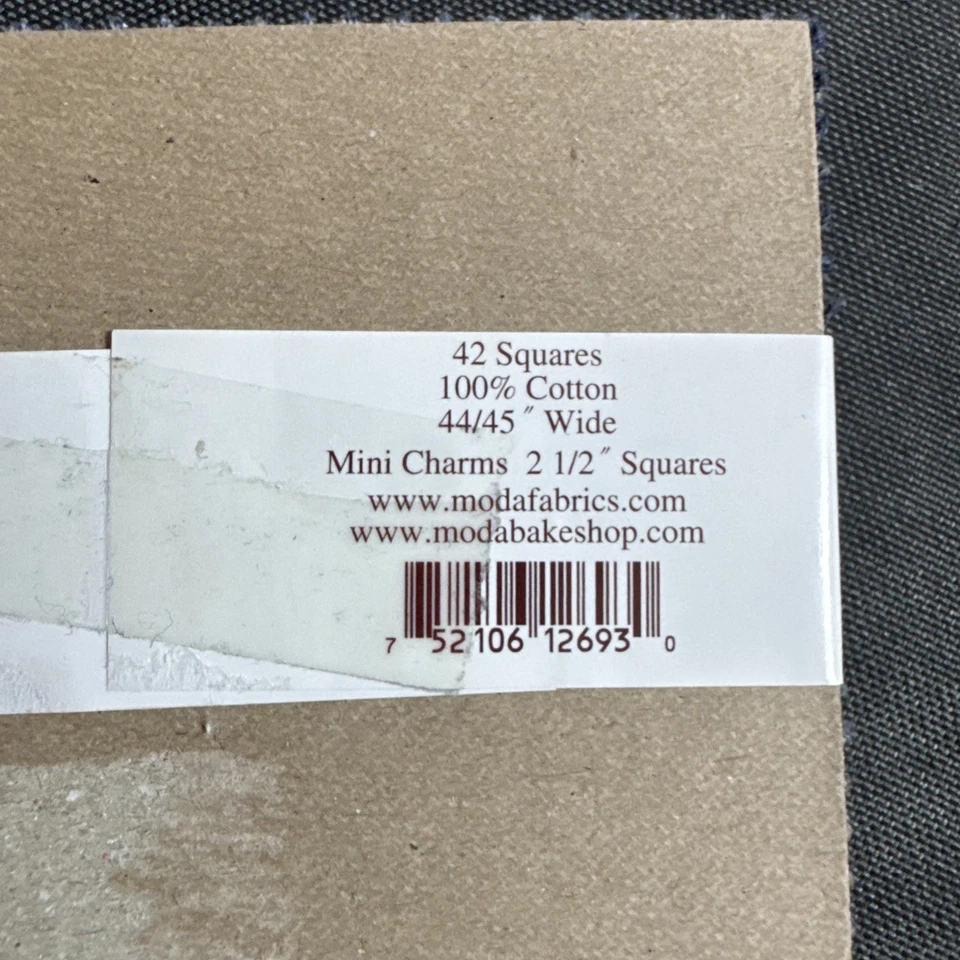 42 Squares
100% Cotton
44/45" Wide
Mini Charms 2 1/2" Squares
www.modafabrics.com
www.modabakeshop.com
7 52106 12693 0